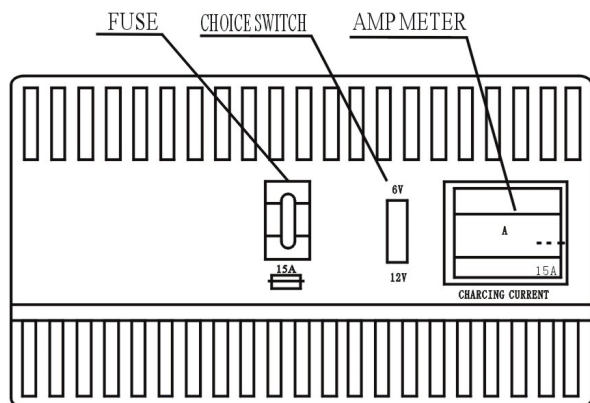 FUSE
CHOICE SWITCH
AMP METER
6V
A
15A
15A
12V
CHARCING CURRENT